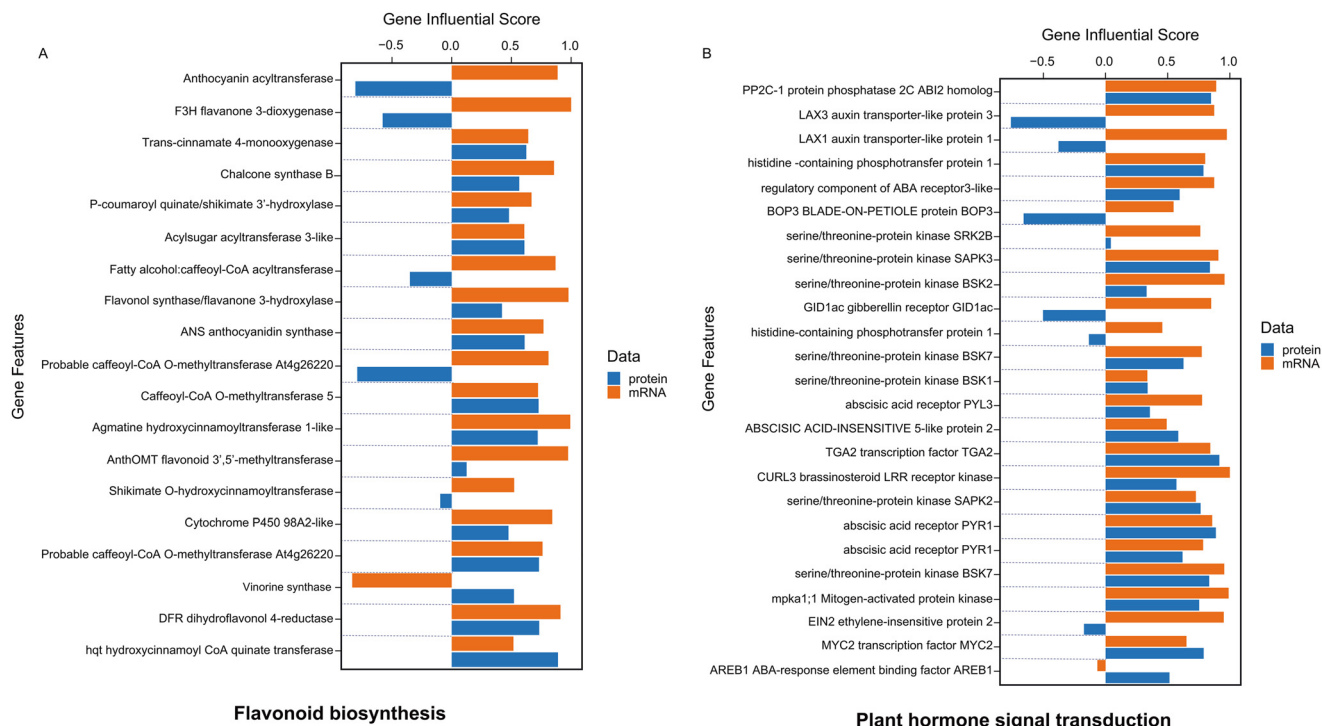 A
Gene Influential Score
−0.5 0.0 0.5 1.0
Gene Features
Anthocyanin acyltransferase
F3H flavanone 3-dioxygenase
Trans-cinnamate 4-monooxygenase
Chalcone synthase B
P-coumaroyl quinate/shikimate 3'-hydroxylase
Acylsugar acyltransferase 3-like
Fatty alcohol:caffeoyl-CoA acyltransferase
Flavonol synthase/flavanone 3-hydroxylase
ANS anthocyanidin synthase
Probable caffeoyl-CoA O-methyltransferase At4g26220
Caffeoyl-CoA O-methyltransferase 5
Agmatine hydroxycinnamoyltransferase 1-like
AnthOMT flavonoid 3',5'-methyltransferase
Shikimate O-hydroxycinnamoyltransferase
Cytochrome P450 98A2-like
Probable caffeoyl-CoA O-methyltransferase At4g26220
Vinorine synthase
DFR dihydroflavonol 4-reductase
hqt hydroxycinnamoyl CoA quinate transferase
Data
protein
mRNA
Flavonoid biosynthesis
B
Gene Influential Score
−0.5 0.0 0.5 1.0
Gene Features
PP2C-1 protein phosphatase 2C ABI2 homolog
LAX3 auxin transporter-like protein 3
LAX1 auxin transporter-like protein 1
histidine -containing phosphotransfer protein 1
regulatory component of ABA receptor3-like
BOP3 BLADE-ON-PETIOLE protein BOP3
serine/threonine-protein kinase SRK2B
serine/threonine-protein kinase SAPK3
serine/threonine-protein kinase BSK2
GID1ac gibberellin receptor GID1ac
histidine-containing phosphotransfer protein 1
serine/threonine-protein kinase BSK7
serine/threonine-protein kinase BSK1
abscisic acid receptor PYL3
ABSCISIC ACID-INSENSITIVE 5-like protein 2
TGA2 transcription factor TGA2
CURL3 brassinosteroid LRR receptor kinase
serine/threonine-protein kinase SAPK2
abscisic acid receptor PYR1
abscisic acid receptor PYR1
serine/threonine-protein kinase BSK7
mpka1;1 Mitogen-activated protein kinase
EIN2 ethylene-insensitive protein 2
MYC2 transcription factor MYC2
AREB1 ABA-response element binding factor AREB1
Data
protein
mRNA
Plant hormone signal transduction